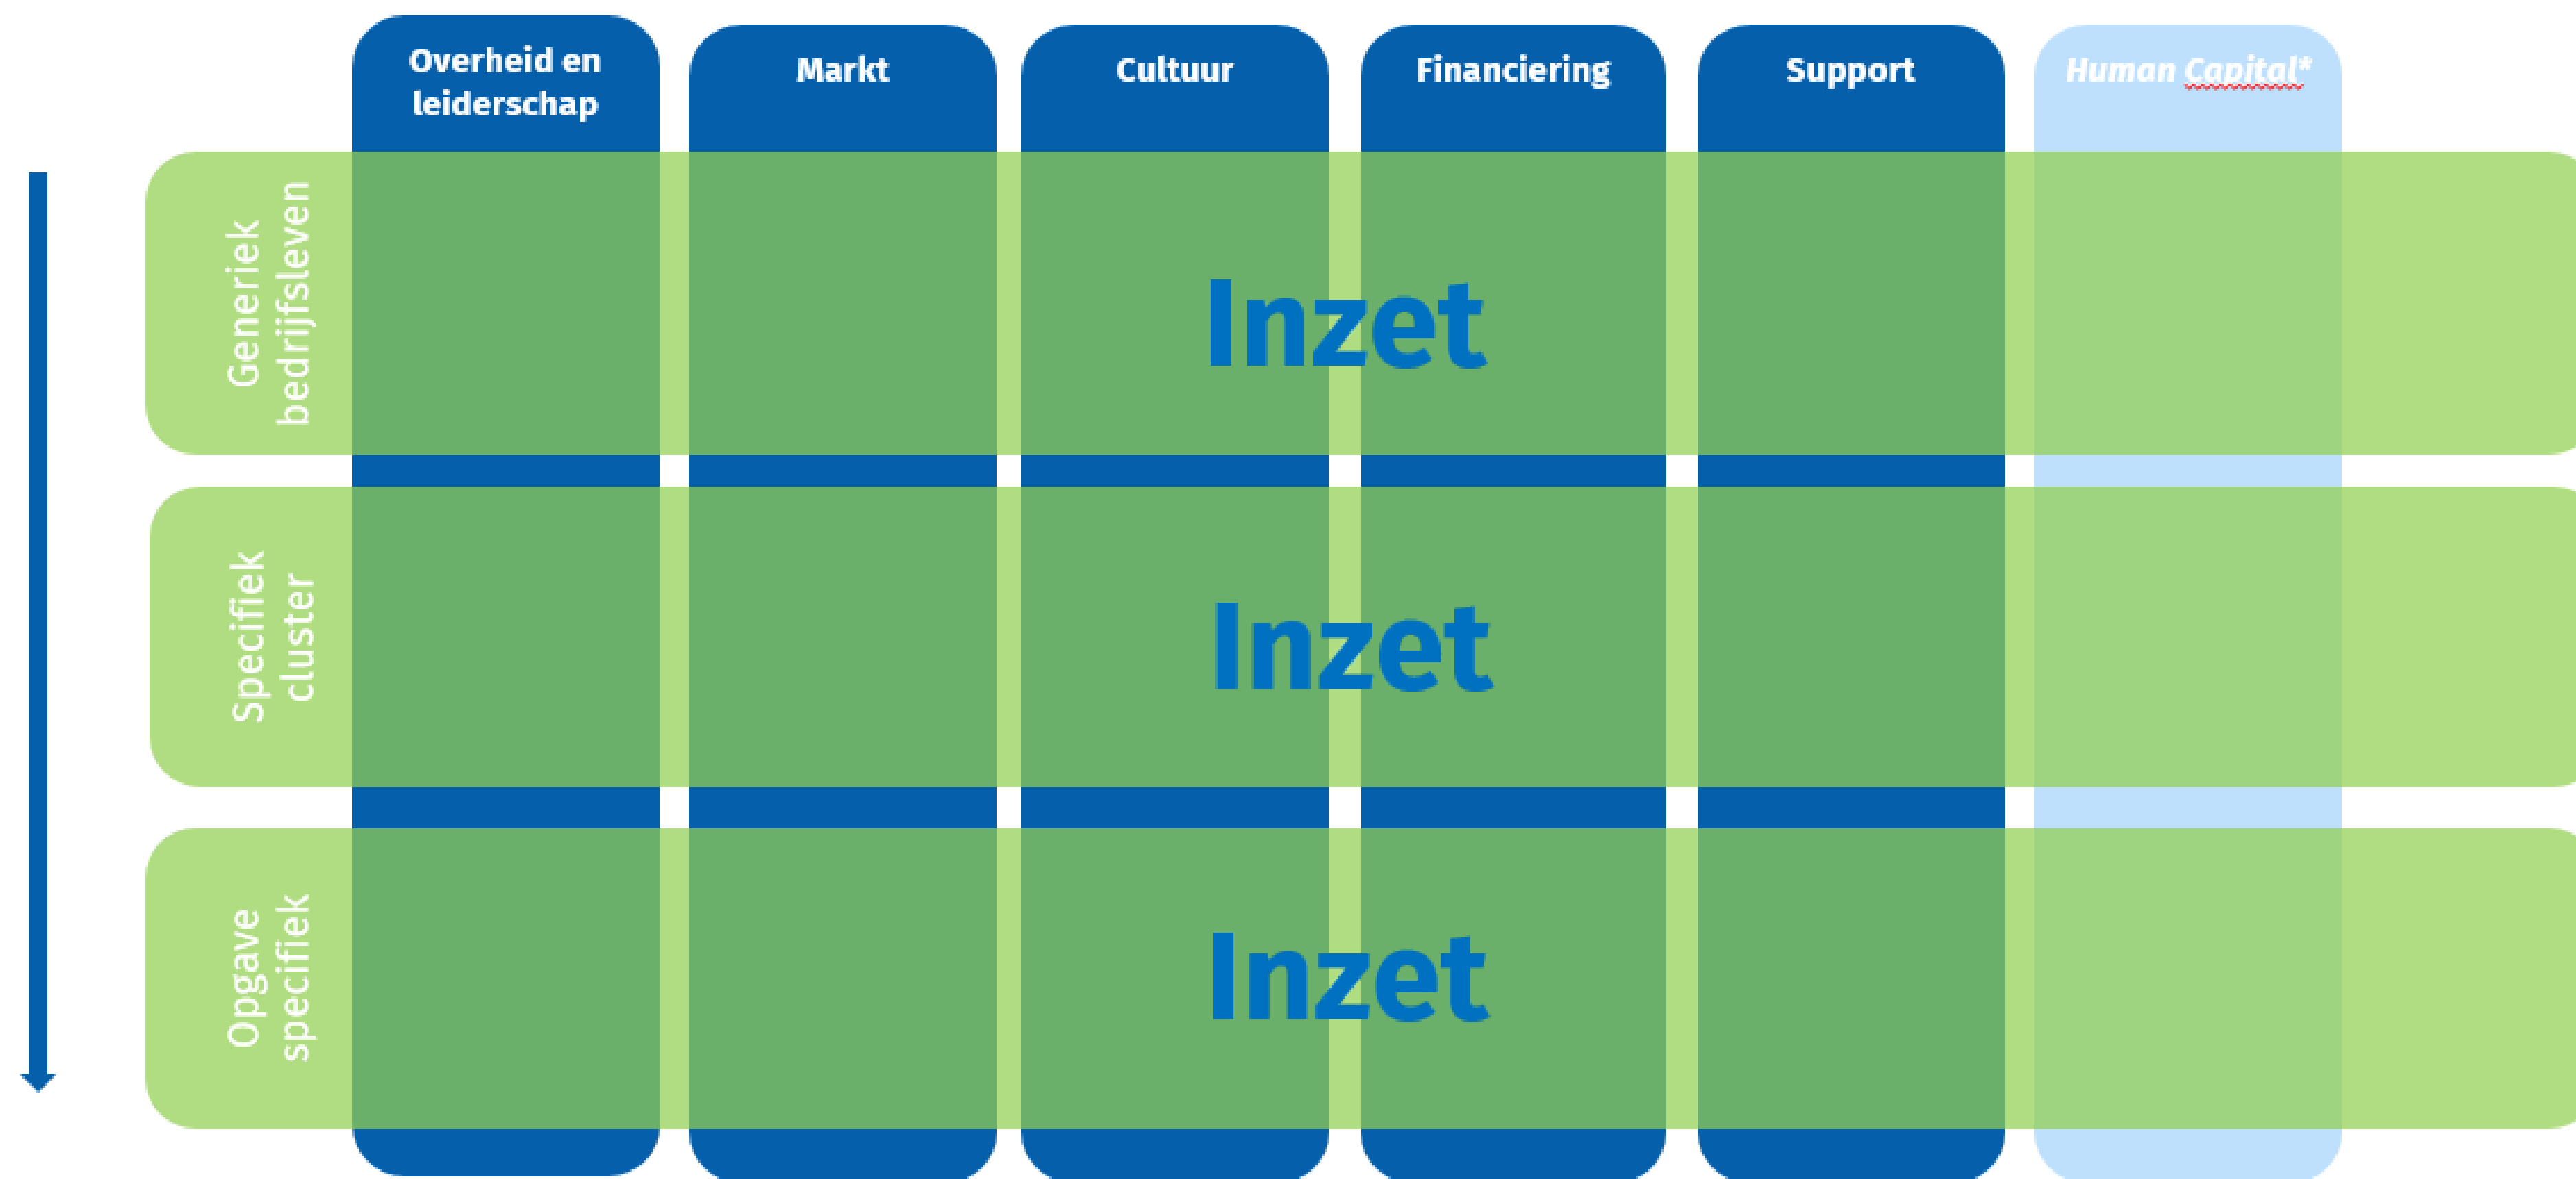 Overheid en
leiderschap
Markt
Cultuur
Financiering
Support
Human Capital*
Generiek
bedrijfsleven
Inzet
Specifiek
cluster
Inzet
Opgave
specifiek
Inzet